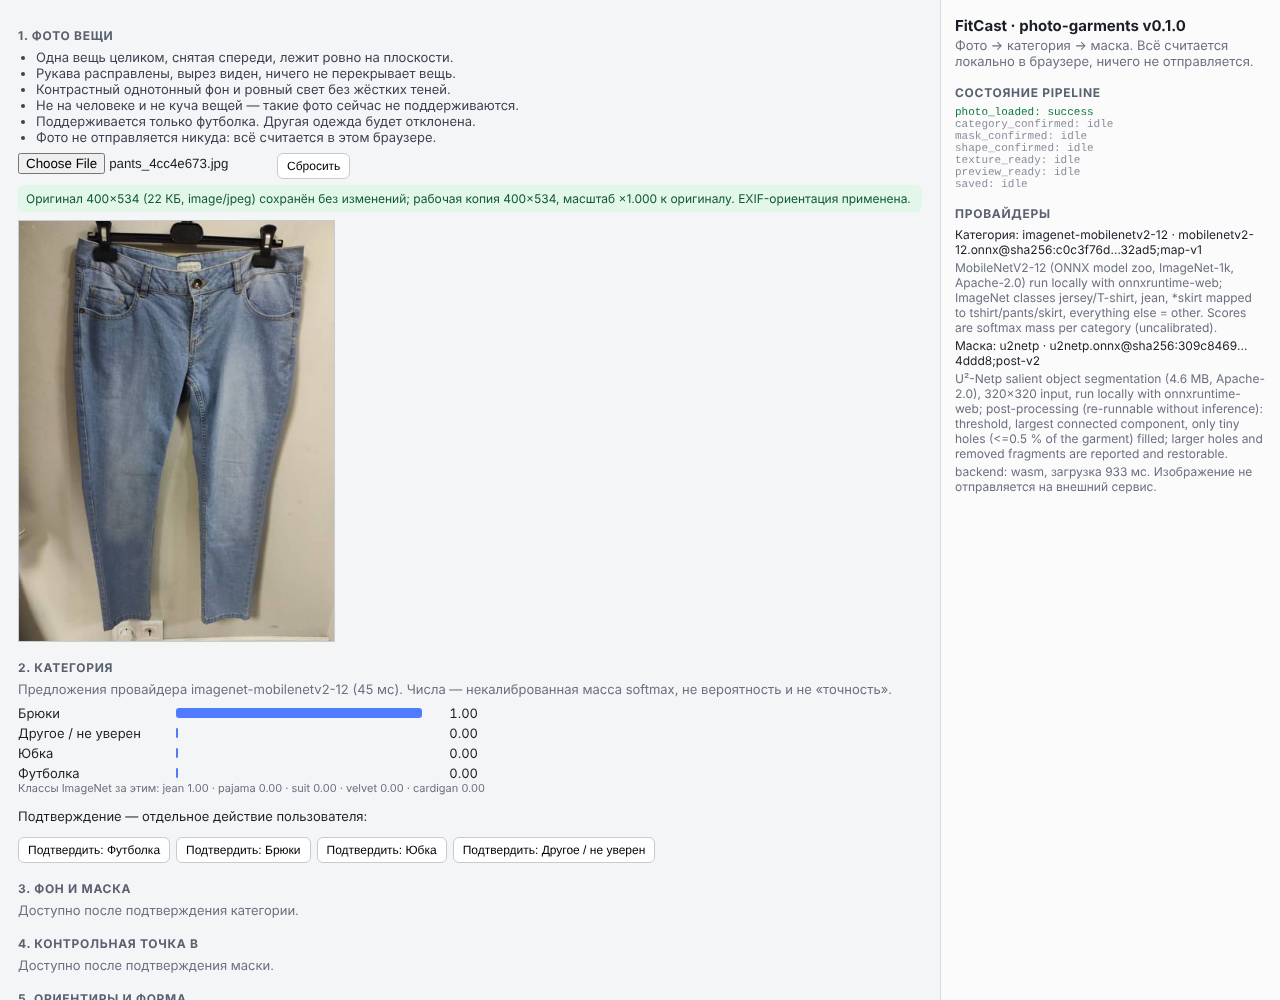 1. ФОТО ВЕЩИ
• Одна вещь целиком, снятая спереди, лежит ровно на плоскости.
• Рукава расправлены, вырез виден, ничего не перекрывает вещь.
• Контрастный однотонный фон и ровный свет без жёстких теней.
• Не на человеке и не куча вещей — такие фото сейчас не поддерживаются.
• Поддерживается только футболка. Другая одежда будет отклонена.
• Фото не отправляется никуда: всё считается в этом браузере.
Choose File pants_4cc4e673.jpg Сбросить
Оригинал 400×534 (22 КБ, image/jpeg) сохранён без изменений; рабочая копия 400×534, масштаб ×1.000 к оригиналу. EXIF-ориентация применена.
2. КАТЕГОРИЯ
Предложения провайдера imagenet-mobilenetv2-12 (45 мс). Числа — некалиброванная масса softmax, не вероятность и не «точность».
Брюки 1.00
Другое / не уверен 0.00
Юбка 0.00
Футболка 0.00
Классы ImageNet за этим: jean 1.00 · pajama 0.00 · suit 0.00 · velvet 0.00 · cardigan 0.00
Подтверждение — отдельное действие пользователя:
Подтвердить: Футболка Подтвердить: Брюки Подтвердить: Юбка Подтвердить: Другое / не уверен
3. ФОН И МАСКА
Доступно после подтверждения категории.
4. КОНТРОЛЬНАЯ ТОЧКА B
Доступно после подтверждения маски.
5. ОРИЕНТИРЫ И ФОРМА
FitCast · photo-garments v0.1.0
Фото → категория → маска. Всё считается
локально в браузере, ничего не отправляется.
СОСТОЯНИЕ PIPELINE
photo_loaded: success
category_confirmed: idle
mask_confirmed: idle
shape_confirmed: idle
texture_ready: idle
preview_ready: idle
saved: idle
ПРОВАЙДЕРЫ
Категория: imagenet-mobilenetv2-12 · mobilenetv2-
12.onnx@sha256:c0c3f76d…32ad5;map-v1
MobileNetV2-12 (ONNX model zoo, ImageNet-1k,
Apache-2.0) run locally with onnxruntime-web;
ImageNet classes jersey/T-shirt, jean, *skirt mapped
to tshirt/pants/skirt, everything else = other. Scores
are softmax mass per category (uncalibrated).
Маска: u2netp · u2netp.onnx@sha256:309c8469…
4ddd8;post-v2
U²-Netp salient object segmentation (4.6 MB, Apache-
2.0), 320×320 input, run locally with onnxruntime-
web; post-processing (re-runnable without inference):
threshold, largest connected component, only tiny
holes (<=0.5 % of the garment) filled; larger holes and
removed fragments are reported and restorable.
backend: wasm, загрузка 933 мс. Изображение не
отправляется на внешний сервис.